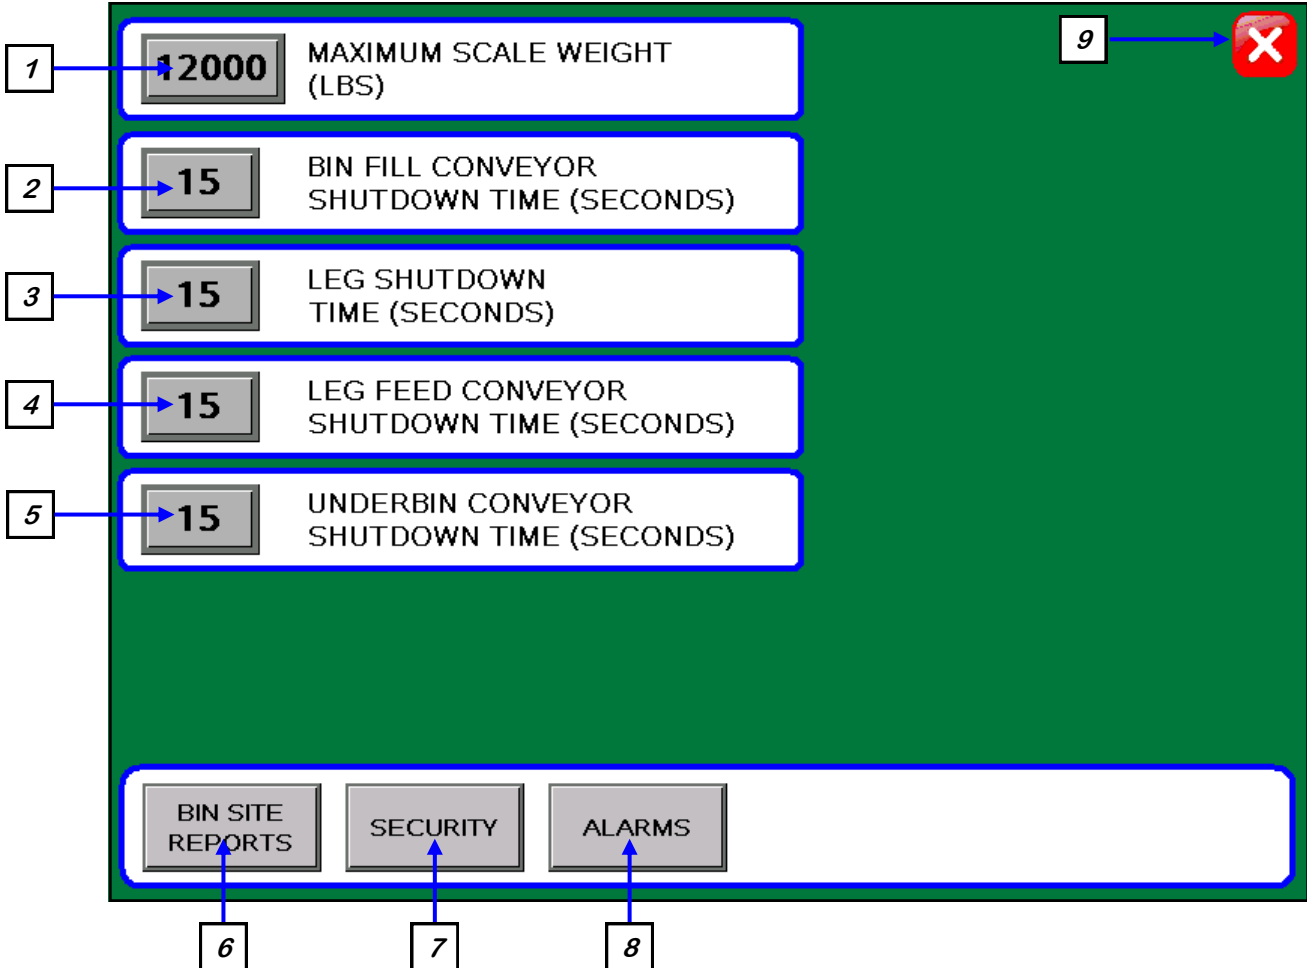 1
12000
MAXIMUM SCALE WEIGHT
(LBS)
9
2
15
BIN FILL CONVEYOR
SHUTDOWN TIME (SECONDS)
3
15
LEG SHUTDOWN
TIME (SECONDS)
4
15
LEG FEED CONVEYOR
SHUTDOWN TIME (SECONDS)
5
15
UNDERBIN CONVEYOR
SHUTDOWN TIME (SECONDS)
BIN SITE
REPORTS
SECURITY
ALARMS
6
7
8